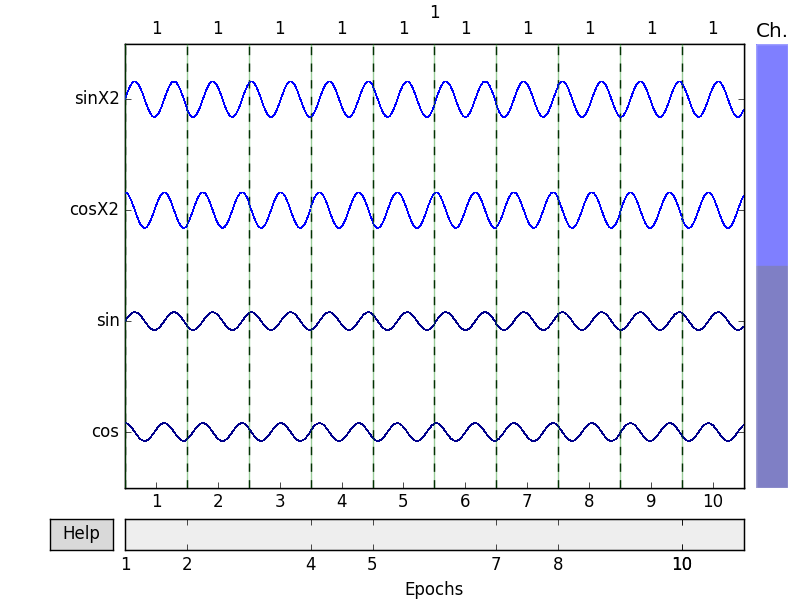 1
1 1 1 1 1 1 1 1 1 1
Ch.
sinX2
cosX2
sin
cos
1 2 3 4 5 6 7 8 9 10
Help
1 2 4 5 7 8 10
Epochs